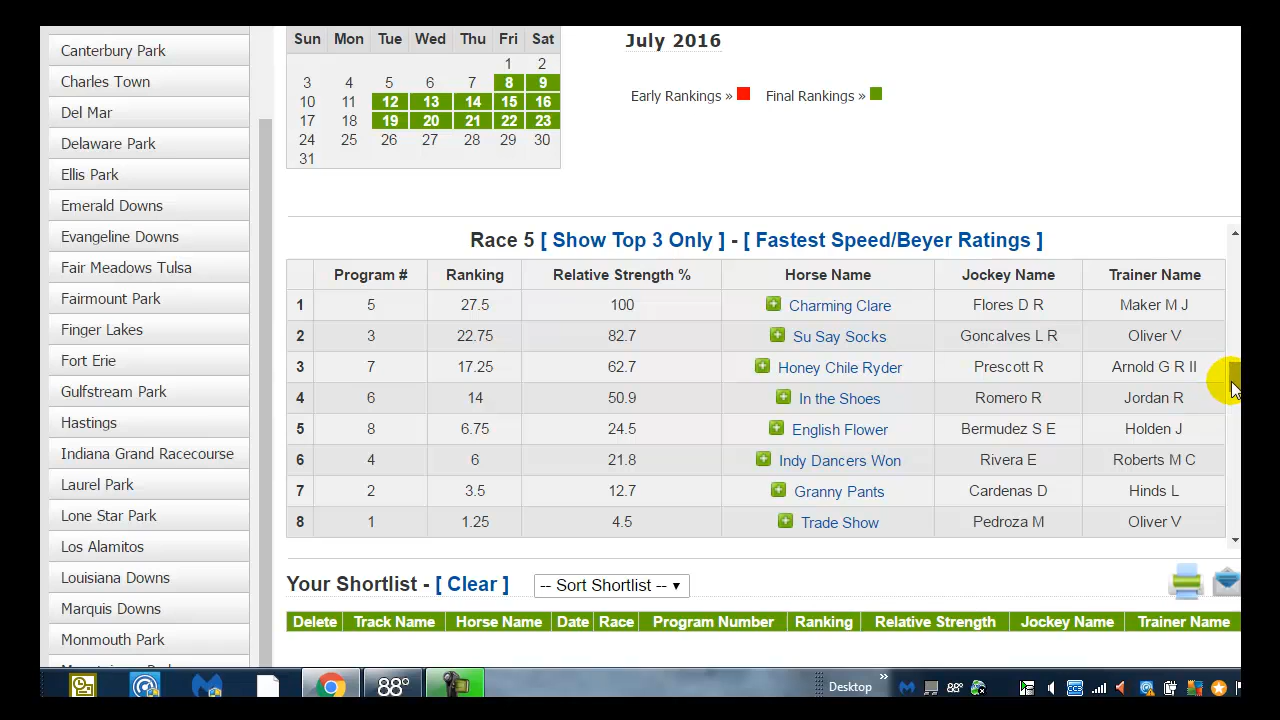 Canterbury Park
Charles Town
Del Mar
Delaware Park
Ellis Park
Emerald Downs
Evangeline Downs
Fair Meadows Tulsa
Fairmount Park
Finger Lakes
Fort Erie
Gulfstream Park
Hastings
Indiana Grand Racecourse
Laurel Park
Lone Star Park
Los Alamitos
Louisiana Downs
Marquis Downs
Monmouth Park
Sun Mon Tue Wed Thu Fri Sat
1 2
3 4 5 6 7 8 9
10 11 12 13 14 15 16
17 18 19 20 21 22 23
24 25 26 27 28 29 30
31
July 2016
Early Rankings » Final Rankings »
Race 5 [ Show Top 3 Only ] - [ Fastest Speed/Beyer Ratings ]
Program # Ranking Relative Strength % Horse Name Jockey Name Trainer Name
1 5 27.5 100 Charming Clare Flores D R Maker M J
2 3 22.75 82.7 Su Say Socks Goncalves L R Oliver V
3 7 17.25 62.7 Honey Chile Ryder Prescott R Arnold G R II
4 6 14 50.9 In the Shoes Romero R Jordan R
5 8 6.75 24.5 English Flower Bermudez S E Holden J
6 4 6 21.8 Indy Dancers Won Rivera E Roberts M C
7 2 3.5 12.7 Granny Pants Cardenas D Hinds L
8 1 1.25 4.5 Trade Show Pedroza M Oliver V
Your Shortlist - [ Clear ] -- Sort Shortlist --
Delete Track Name Horse Name Date Race Program Number Ranking Relative Strength Jockey Name Trainer Name
88° Desktop » 88°